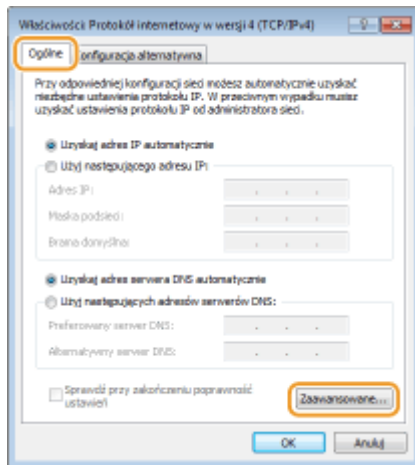 Właściwości: Protokół internetowy w wersji 4 (TCP/IPv4)
Ogólne Konfiguracja alternatywna
Przy odpowiedniej konfiguracji sieci możesz automatycznie uzyskać
niezbędne ustawienia protokołu IP. W przeciwnym wypadku musisz
uzyskać ustawienia protokołu IP od administratora sieci.
Uzyskaj adres IP automatycznie
Użyj następującego adresu IP:
Adres IP:
Maska podsieci:
Brama domyślna:
Uzyskaj adres serwera DNS automatycznie
Użyj następujących adresów serwerów DNS:
Preferowany serwer DNS:
Alternatywny serwer DNS:
Sprawdź przy zakończeniu poprawność
ustawień
Zaawansowane...
OK Anuluj